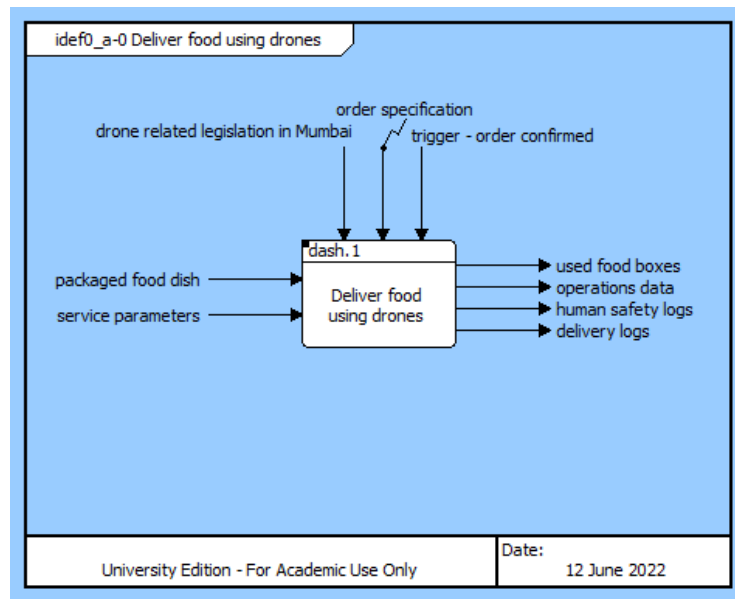 idef0_a-0 Deliver food using drones
order specification
drone related legislation in Mumbai
trigger - order confirmed
dash.1
Deliver food
using drones
packaged food dish
service parameters
used food boxes
operations data
human safety logs
delivery logs
University Edition - For Academic Use Only
Date:
12 June 2022